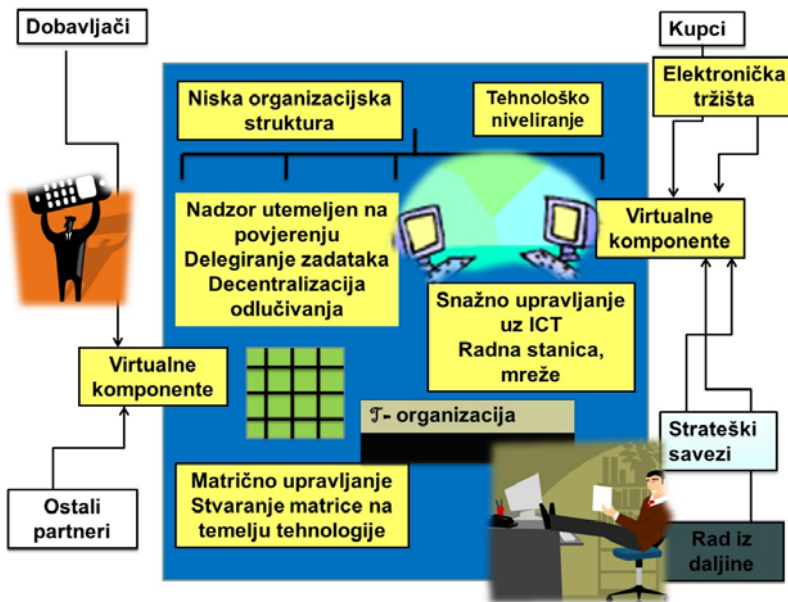 Dobavljači
Kupci
Elektronička
tržišta
Niska organizacijska
struktura
Tehnološko
niveliranje
Nadzor utemeljen na
povjerenju
Delegiranje zadataka
Decentralizacija
odlučivanja
Virtualne
komponente
Snažno upravljanje
uz ICT
Radna stanica,
mreže
Virtualne
komponente
𝒯- organizacija
Strateški
savezi
Matrično upravljanje
Stvaranje matrice na
temelju tehnologije
Ostali
partneri
Rad iz
daljine